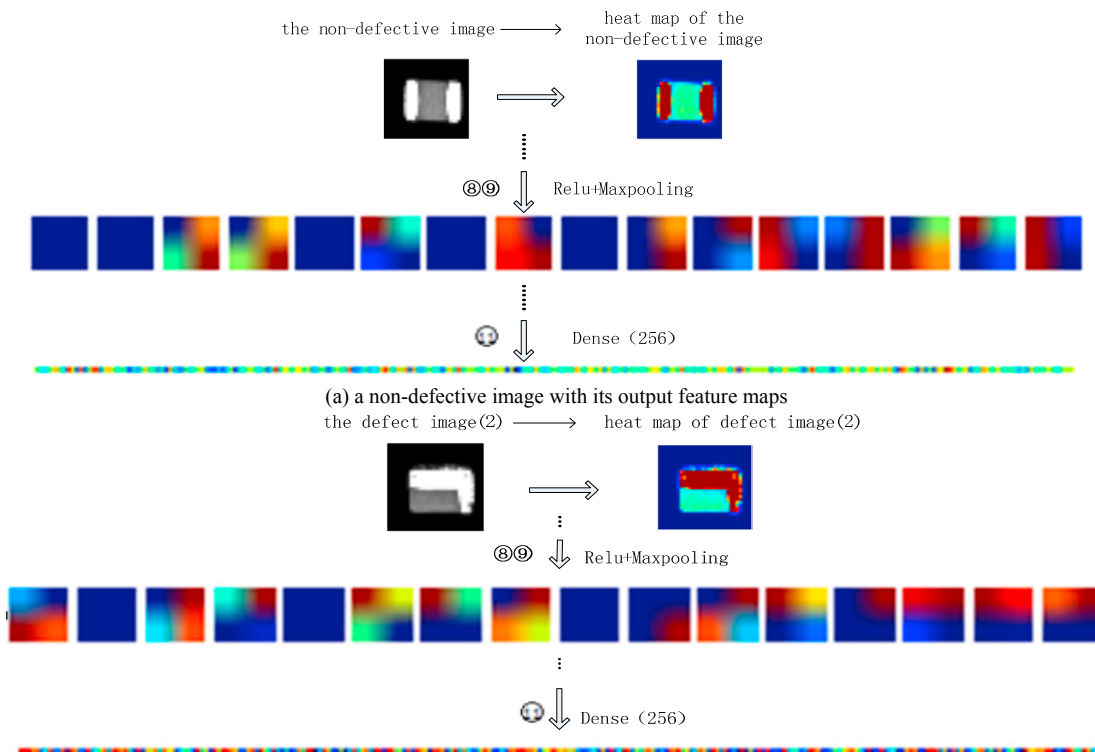 the non-defective image
heat map of the
non-defective image
⑧⑨ Relu+Maxpooling
⑪ Dense (256)
(a) a non-defective image with its output feature maps
the defect image(2)
heat map of defect image(2)
⑧⑨ Relu+Maxpooling
⑪ Dense (256)